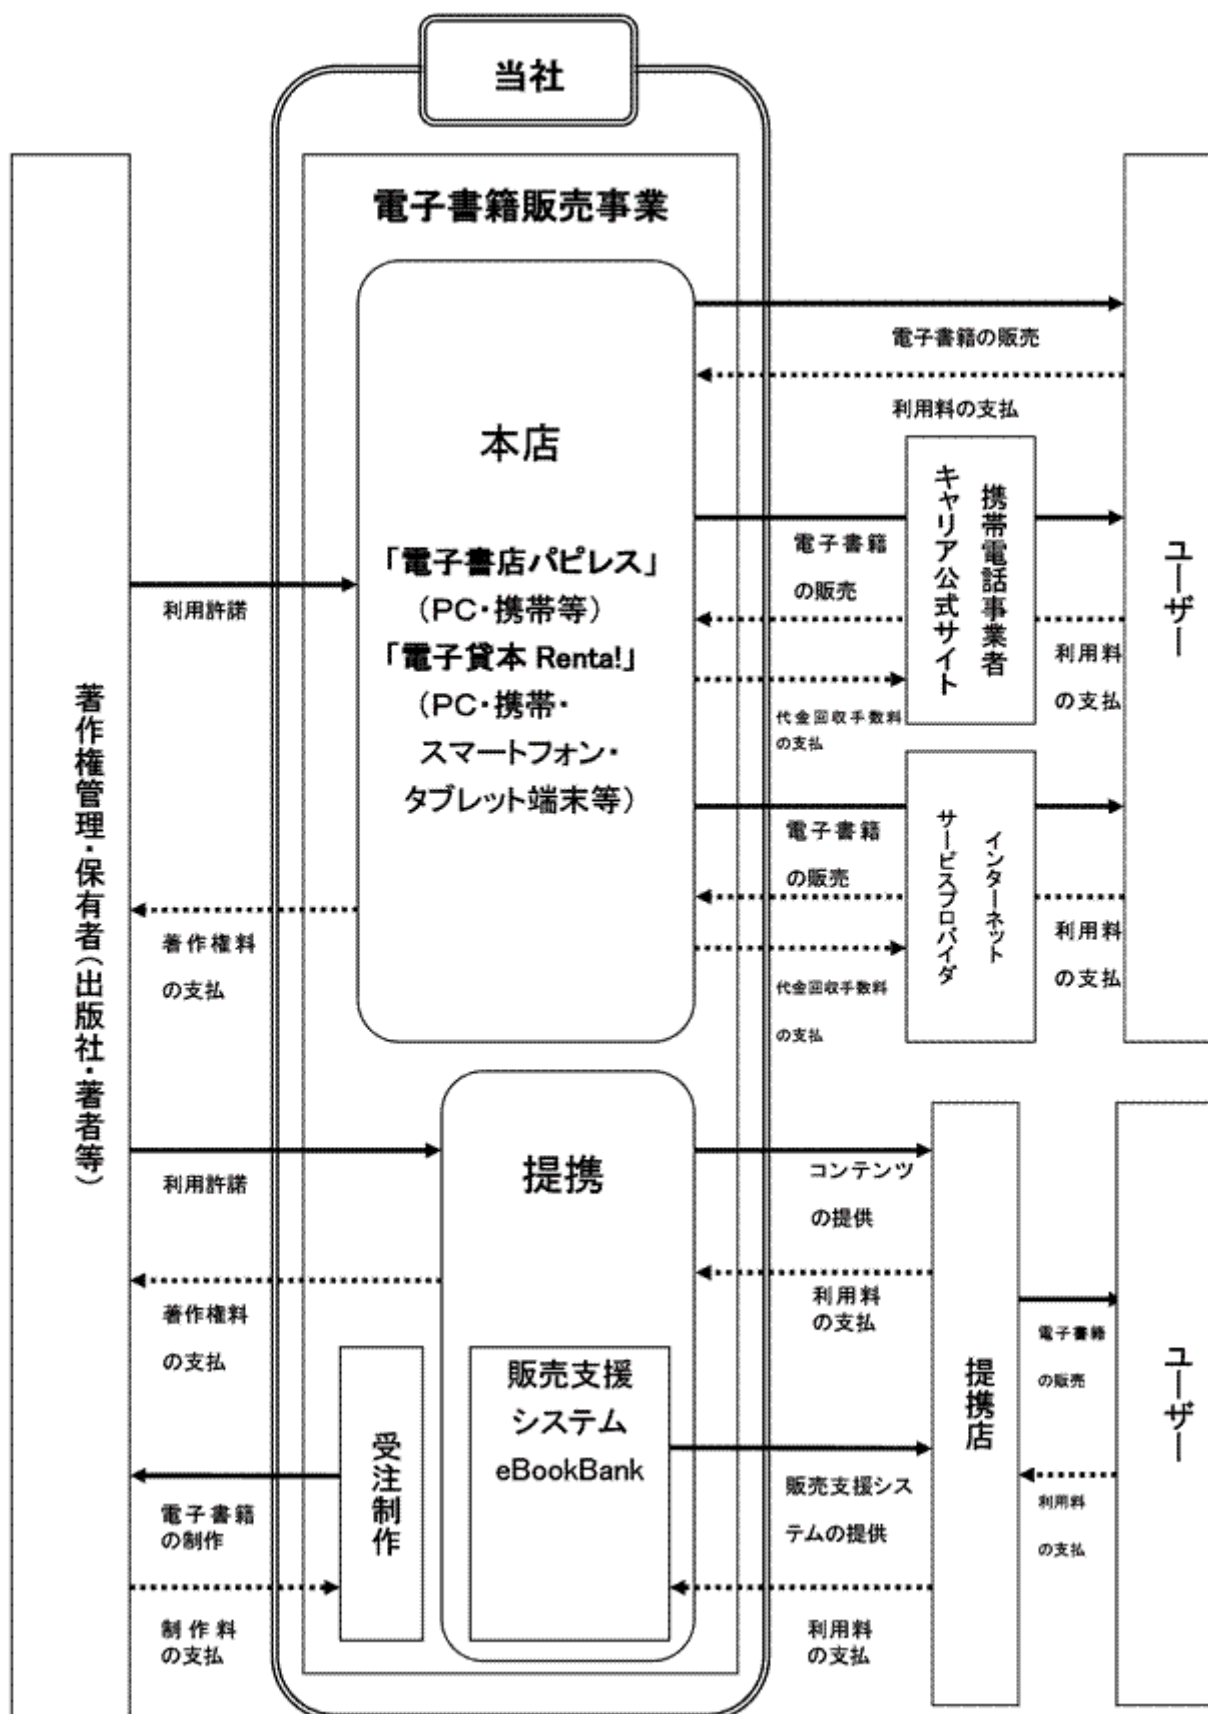 当社
電子書籍販売事業
本店
「電子書店パピレス」
（PC・携帯等）
「電子貸本 Renta!」
（PC・携帯・
スマートフォン・
タブレット端末等）
著作権管理・保有者（出版社・著者等）
利用許諾
著作権料
の支払
電子書籍の販売
利用料の支払
電子書籍
の販売
代金回収手数料
の支払
携帯電話事業者
キャリア公式サイト
利用料
の支払
電子書籍
の販売
代金回収手数料
の支払
インターネット
サービスプロバイダ
利用料
の支払
ユーザー
提携
利用許諾
著作権料
の支払
コンテンツ
の提供
利用料
の支払
販売支援
システム
eBookBank
受注制作
電子書籍
の制作
制作料
の支払
販売支援シス
テムの提供
利用料
の支払
提携店
電子書籍
の販売
利用料
の支払
ユーザー